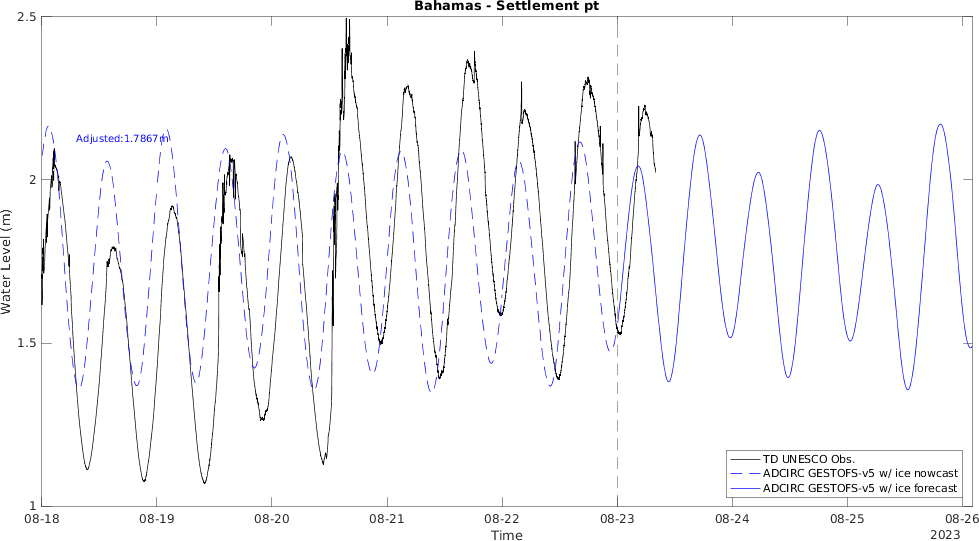 Bahamas - Settlement pt
2.5
2
1.5
1
Water Level (m)
Adjusted:1.7867m
TD UNESCO Obs.
ADCIRC GESTOFS-v5 w/ ice nowcast
ADCIRC GESTOFS-v5 w/ ice forecast
08-18 08-19 08-20 08-21 08-22 08-23 08-24 08-25 08-26
Time
2023